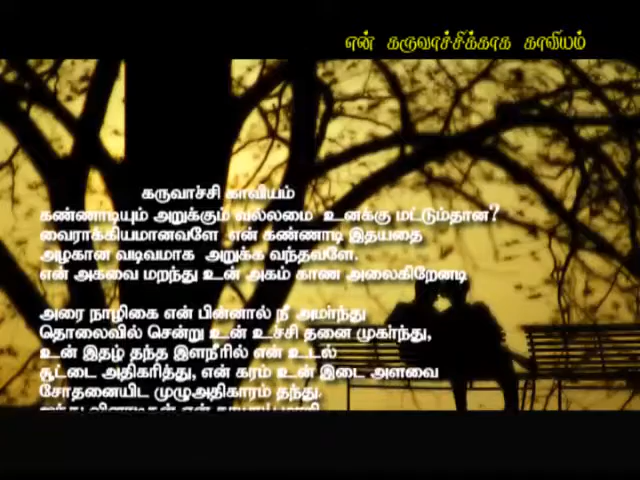 என் கருவாச்சிக்காக காவியம்
கருவாச்சி காவியம்
கண்ணாடியும் அறுக்கும் வல்லமை உனக்கு மட்டும்தான?
வைராக்கியமானவளே என் கண்ணாடி இதயதை
அழகான வடிவமாக அறுக்க வந்தவளே.
என் அகவை மறந்து உன் அகம் காண அலைகிறேனடி
அரை நாழிகை என் பின்னால் நீ அமர்ந்து
தொலைவில் சென்று உன் உச்சி தனை முகர்ந்து,
உன் இதழ் தந்த இளநீரில் என் உடல்
சூட்டை அதிகரித்து, என் கரம் உன் இடை அளவை
சோதனையிட முழுஅதிகாரம் தந்து.